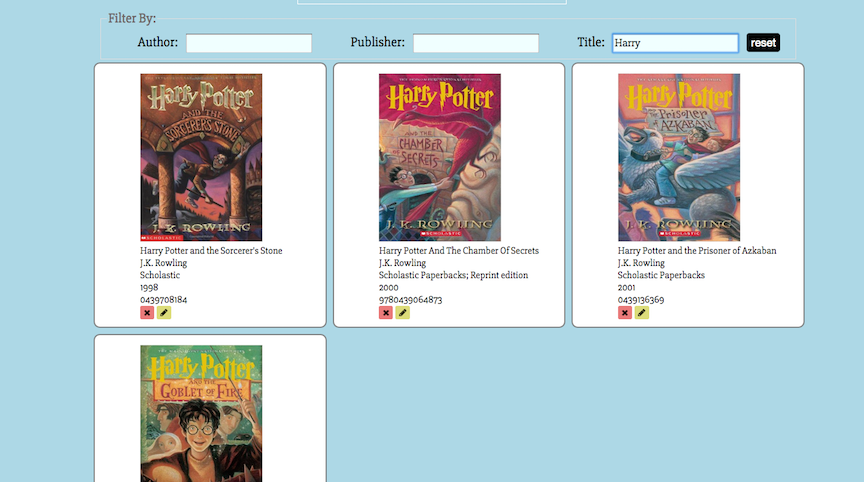 Filter By:
Author:
Publisher:
Title:
Harry
reset
Harry Potter
AND THE
SORCERER'S STONE
J. K. ROWLING
SCHOLASTIC
Harry Potter and the Sorcerer's Stone
J.K. Rowling
Scholastic
1998
0439708184
Harry Potter
AND THE
CHAMBER
OF
SECRETS
J. K. ROWLING
SCHOLASTIC
Harry Potter And The Chamber Of Secrets
J.K. Rowling
Scholastic Paperbacks; Reprint edition
2000
9780439064873
Harry Potter
Prisoner
AZKABAN
J. K. ROWLING
SCHOLASTIC
Harry Potter and the Prisoner of Azkaban
J.K. Rowling
Scholastic Paperbacks
2001
0439136369
Harry Potter
AND THE
GOBLET OF FIRE